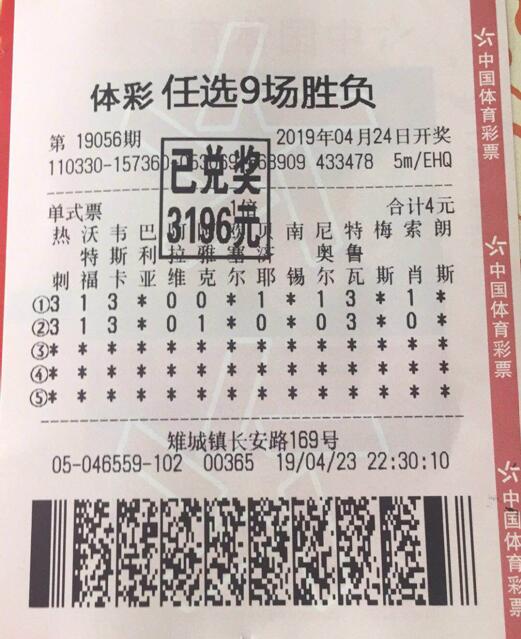 体彩 任选9场胜负
第 19056期 2019年04月24日开奖
110330-157360- 68909 433478 5m/EHQ
已兑奖
3196元
单式票 1倍 合计4元
热 沃 韦 巴 贝 南 尼 特 梅 索 朗
特 斯 利 奥 鲁
刺 福 卡 亚 维 克 尔 耶 锡 尔 瓦 斯 肖 斯
①3 1 3 * 0 0 * 1 * 1 3 * 1 *
②3 1 3 * 0 1 * 0 * 0 3 * 0 *
③* * * * * * * * * * * * * *
④* * * * * * * * * * * * * *
⑤* * * * * * * * * * * * * *
雉城镇长安路169号
05-046559-102 00365 19/04/23 22:30:10
中国体育彩票
中国体育彩票
中国体育彩票